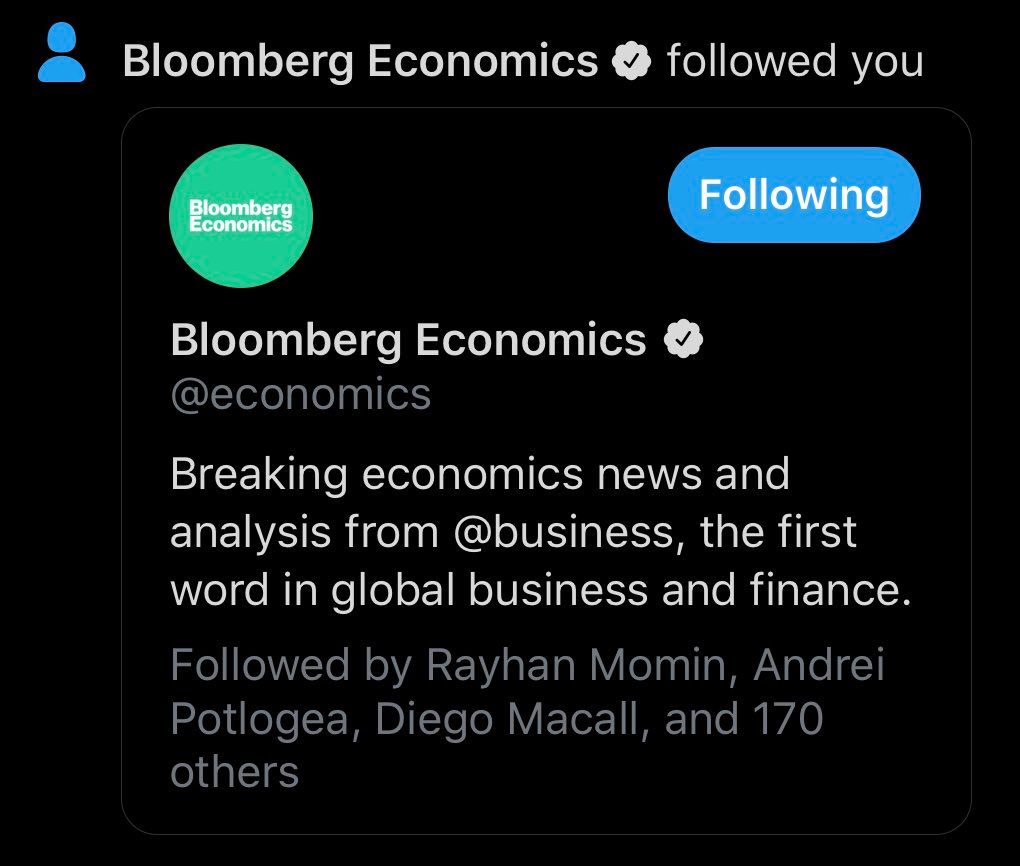 Bloomberg Economics followed you
Bloomberg
Economics
Following
Bloomberg Economics
@economics
Breaking economics news and
analysis from @business, the first
word in global business and finance.
Followed by Rayhan Momin, Andrei
Potlogea, Diego Macall, and 170
others